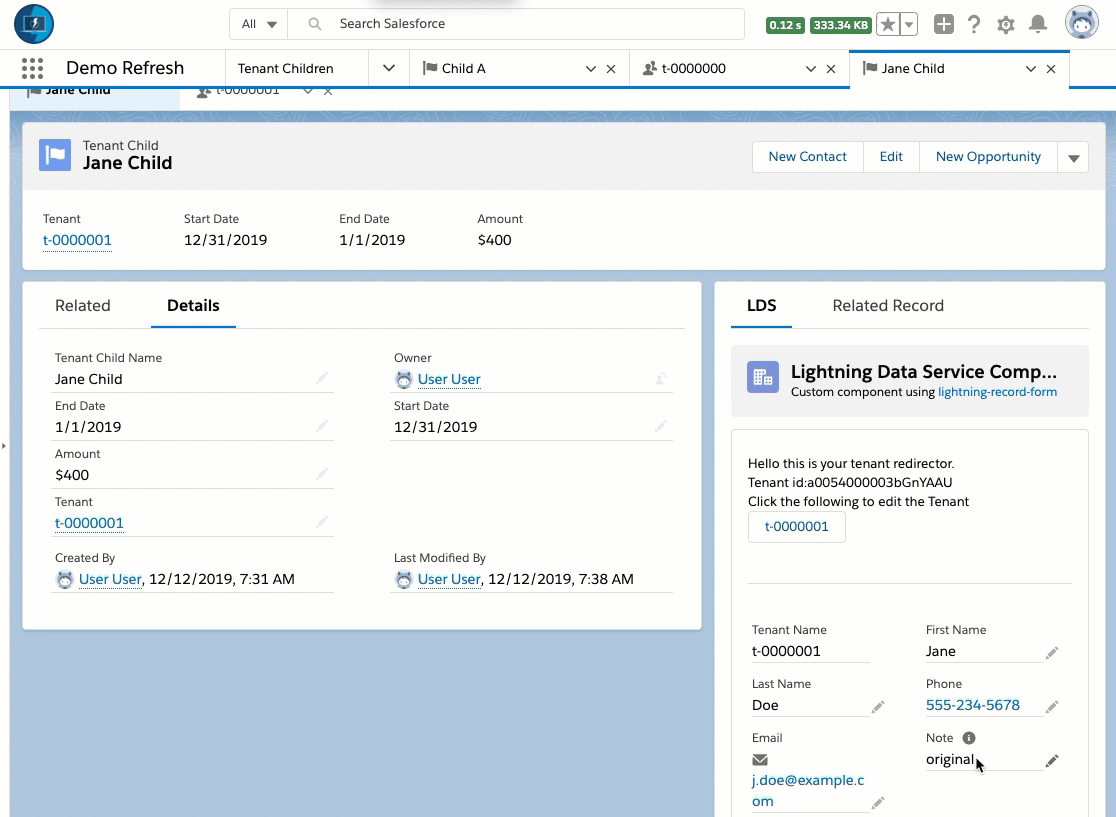 All
Search Salesforce
0.12 s
333.34 KB
Demo Refresh
Tenant Children
Child A
t-0000000
Jane Child
Jane Child
t-0000001
Tenant Child
Jane Child
New Contact
Edit
New Opportunity
Tenant
Start Date
End Date
Amount
t-0000001
12/31/2019
1/1/2019
$400
Related
Details
Tenant Child Name
Jane Child
Owner
User User
End Date
1/1/2019
Start Date
12/31/2019
Amount
$400
Tenant
t-0000001
Created By
User User, 12/12/2019, 7:31 AM
Last Modified By
User User, 12/12/2019, 7:38 AM
LDS
Related Record
Lightning Data Service Comp...
Custom component using lightning-record-form
Hello this is your tenant redirector.
Tenant id:a0054000003bGnYAAU
Click the following to edit the Tenant
t-0000001
Tenant Name
t-0000001
First Name
Jane
Last Name
Doe
Phone
555-234-5678
Email
j.doe@example.c
om
Note
original